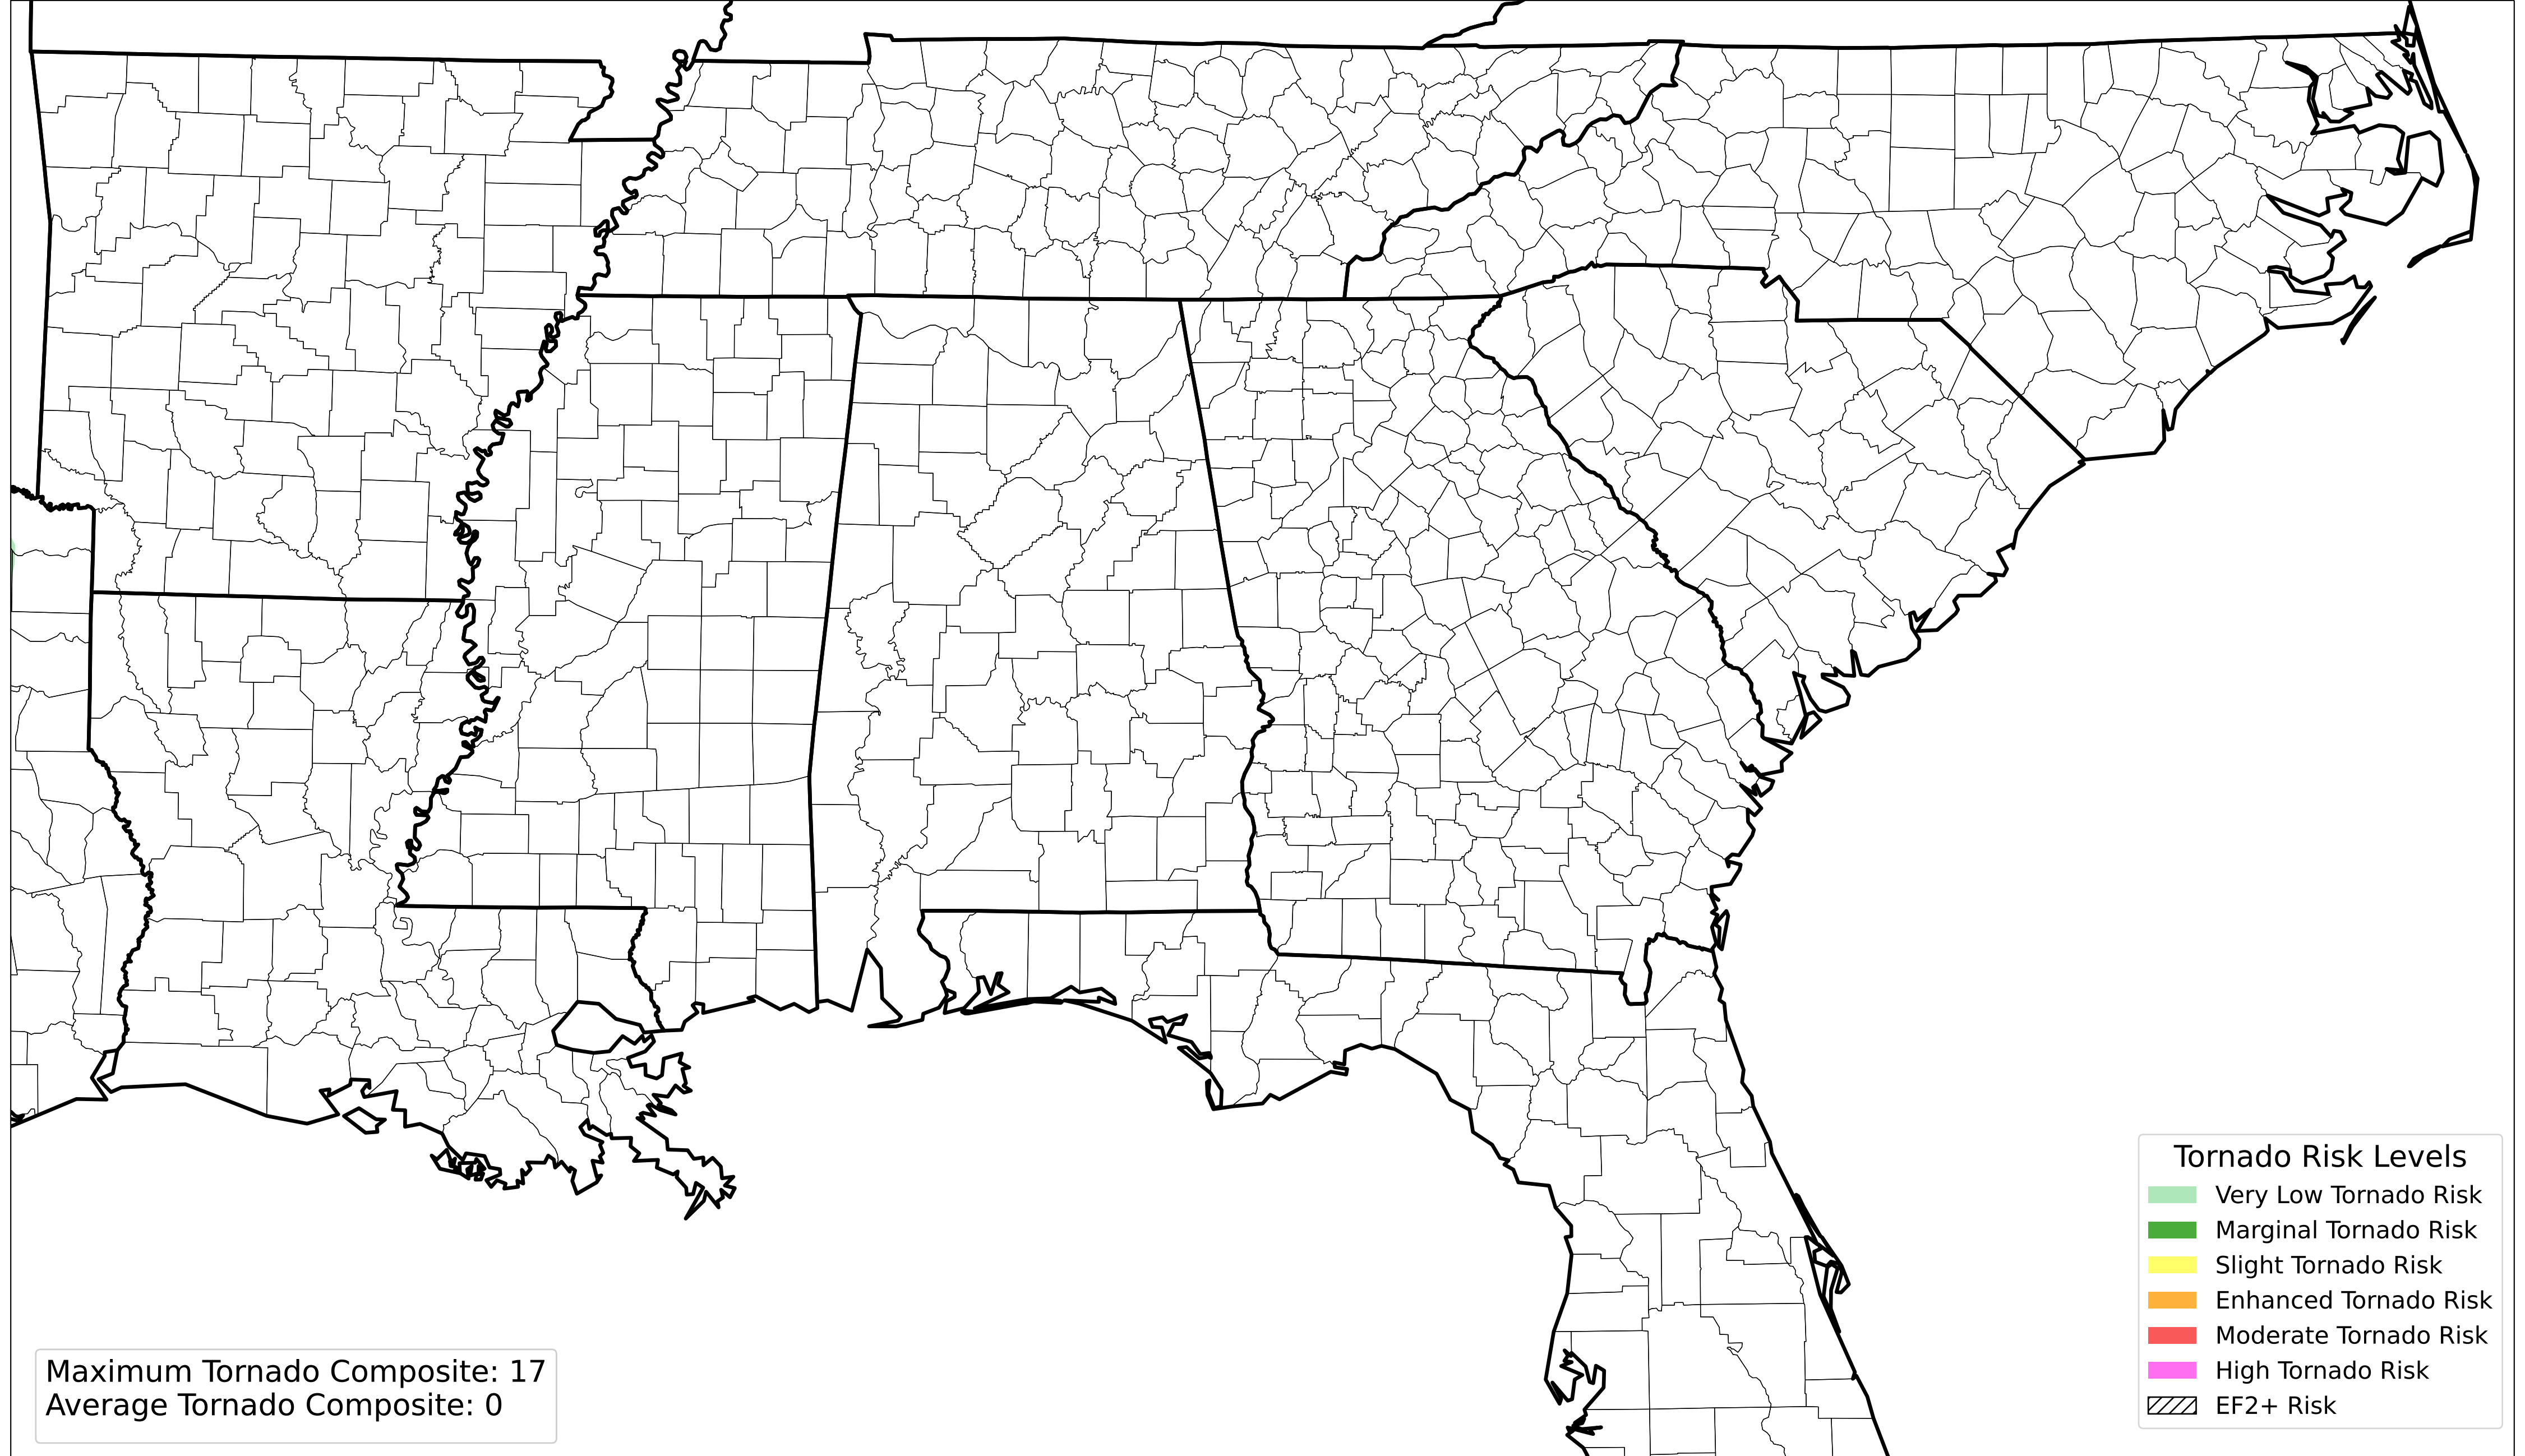 Tornado Risk Levels
Very Low Tornado Risk
Marginal Tornado Risk
Slight Tornado Risk
Enhanced Tornado Risk
Moderate Tornado Risk
High Tornado Risk
EF2+ Risk
Maximum Tornado Composite: 17
Average Tornado Composite: 0